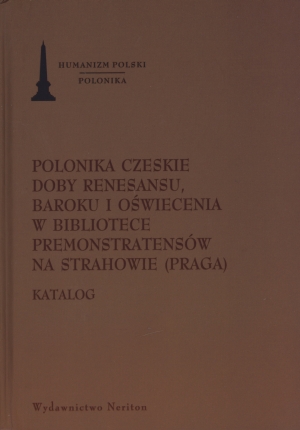 HUMANIZM POLSKI
POLONIKA
POLONIKA CZESKIE
DOBY RENESANSU,
BAROKU I OŚWIECENIA
W BIBLIOTECE
PREMONSTRATENSÓW
NA STRAHOWIE (PRAGA)
KATALOG
Wydawnictwo Neriton